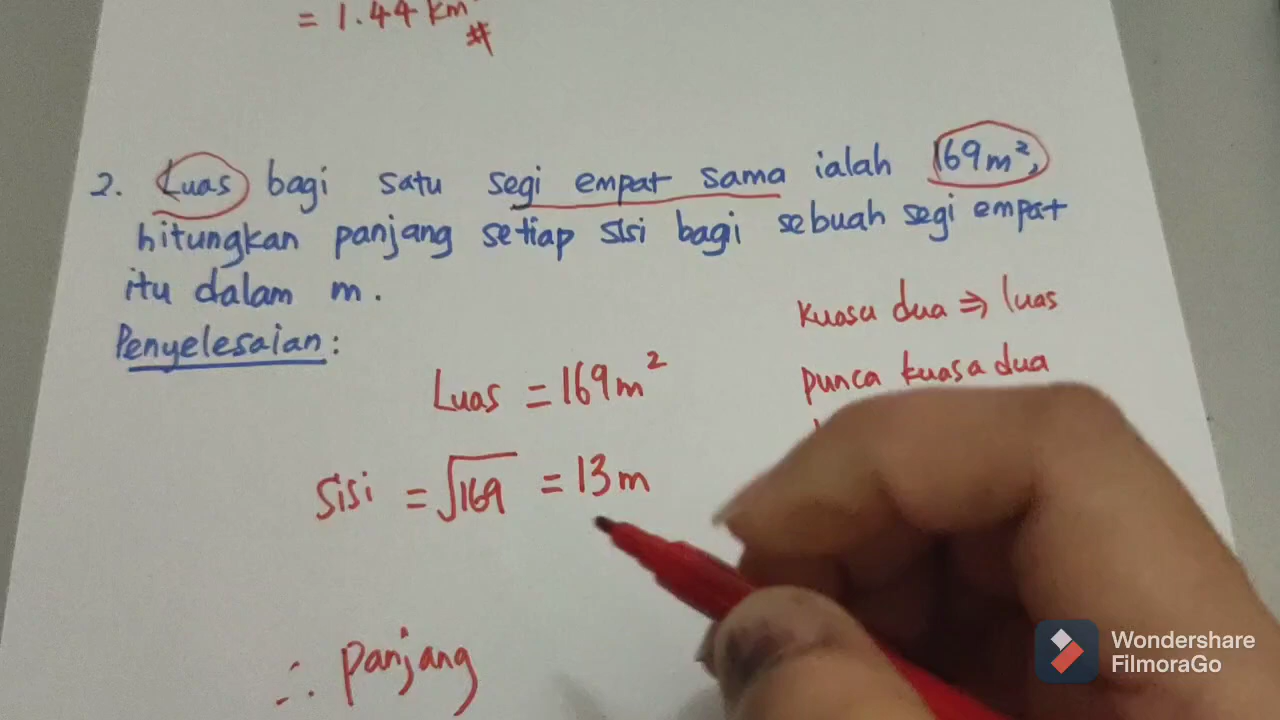 = 1.44 km
2. Luas bagi satu segi empat sama ialah 169m²,
hitungkan panjang setiap sisi bagi sebuah segi empat
itu dalam m.
Penyelesaian:
kuasa dua ⇒ luas
punca kuasa dua
Luas = 169m²
Sisi = √169 = 13m
∴ panjang
Wondershare
FilmoraGo